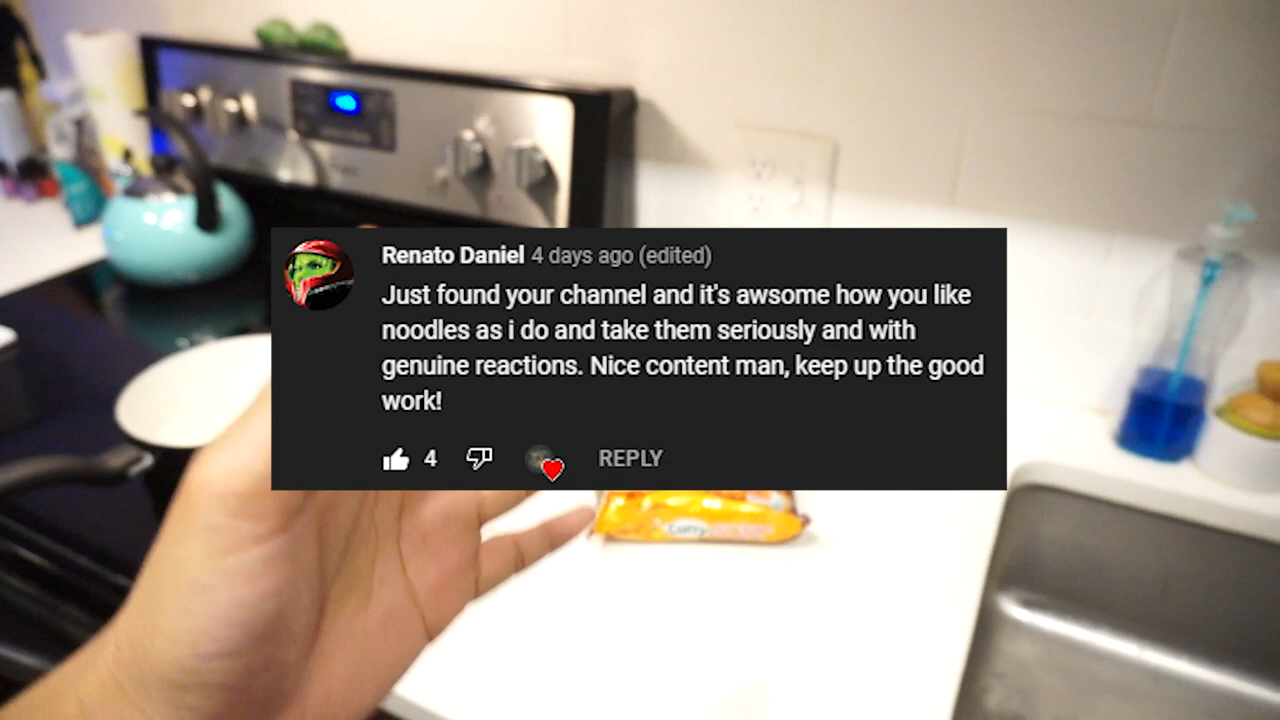 Renato Daniel 4 days ago (edited)
Just found your channel and it's awsome how you like
noodles as i do and take them seriously and with
genuine reactions. Nice content man, keep up the good
work!
4
REPLY
Curry